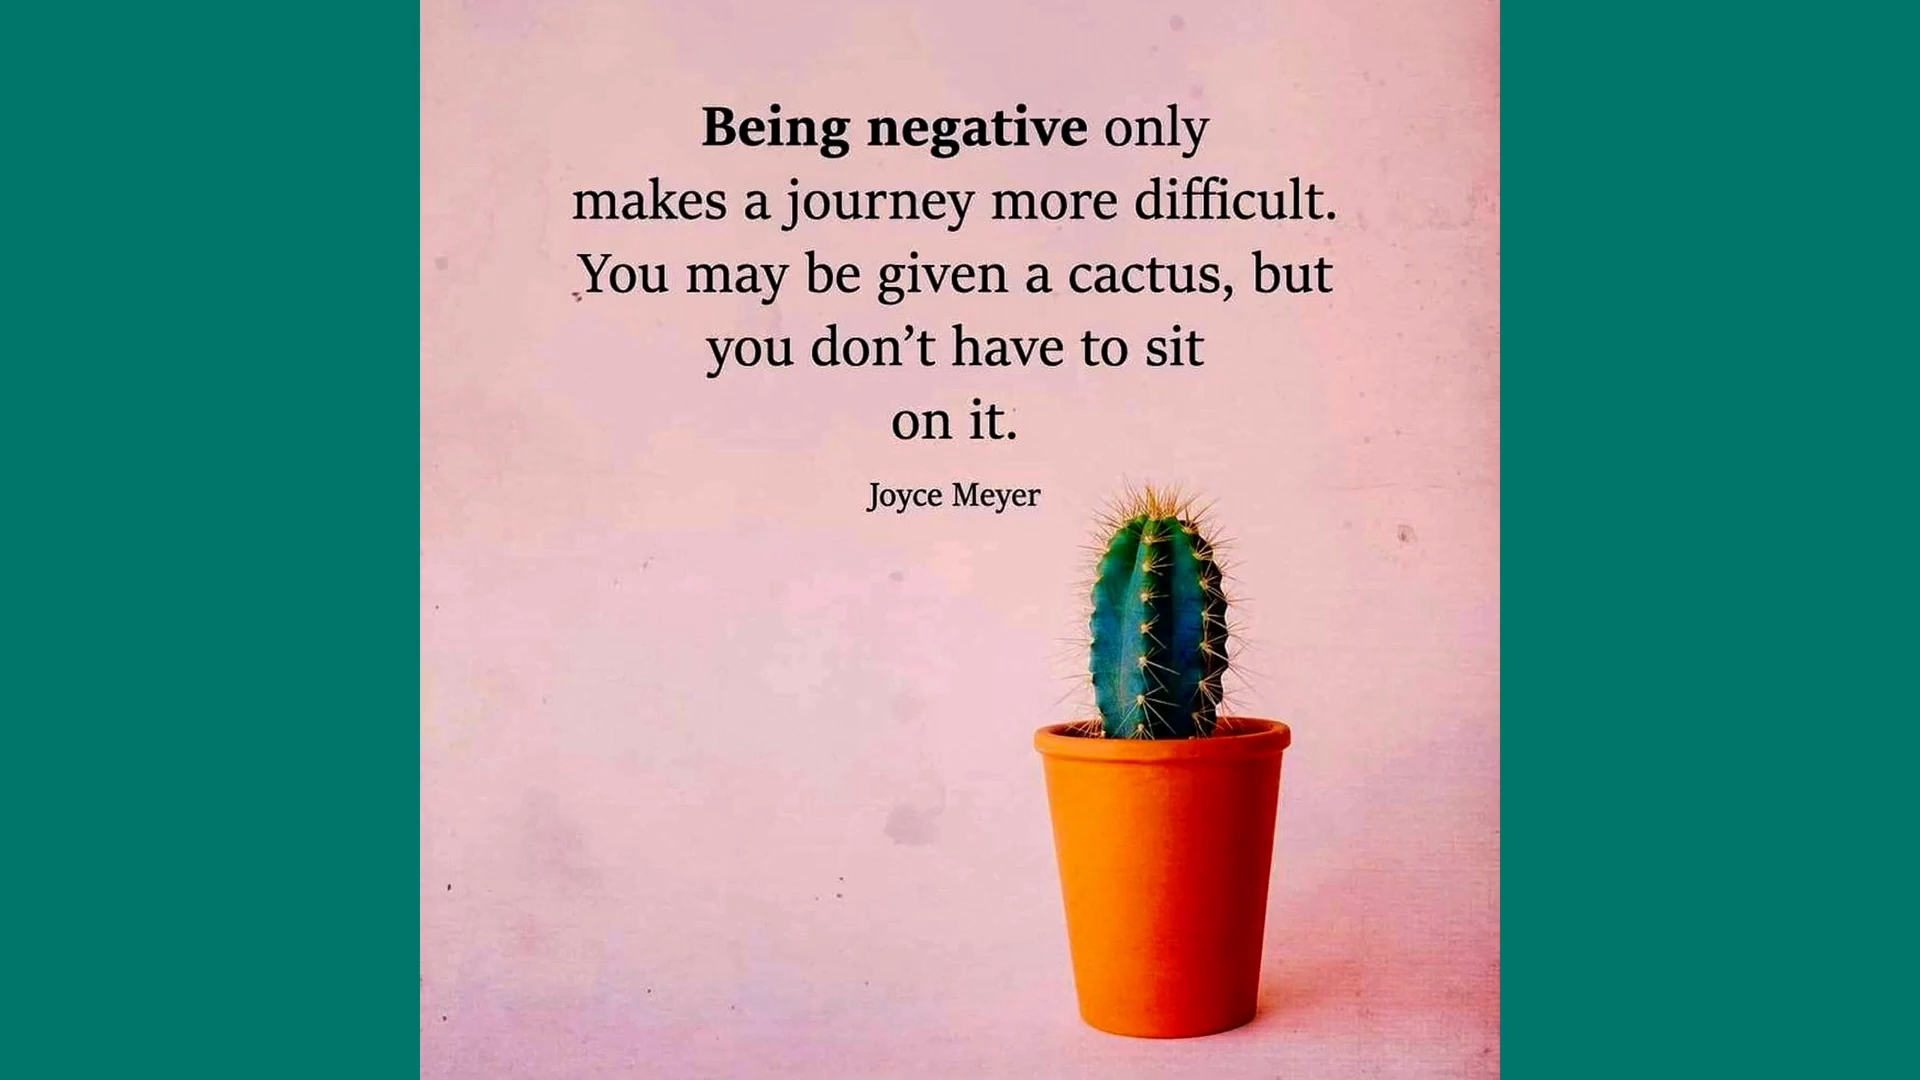 Being negative only
makes a journey more difficult.
You may be given a cactus, but
you don’t have to sit
on it.
Joyce Meyer